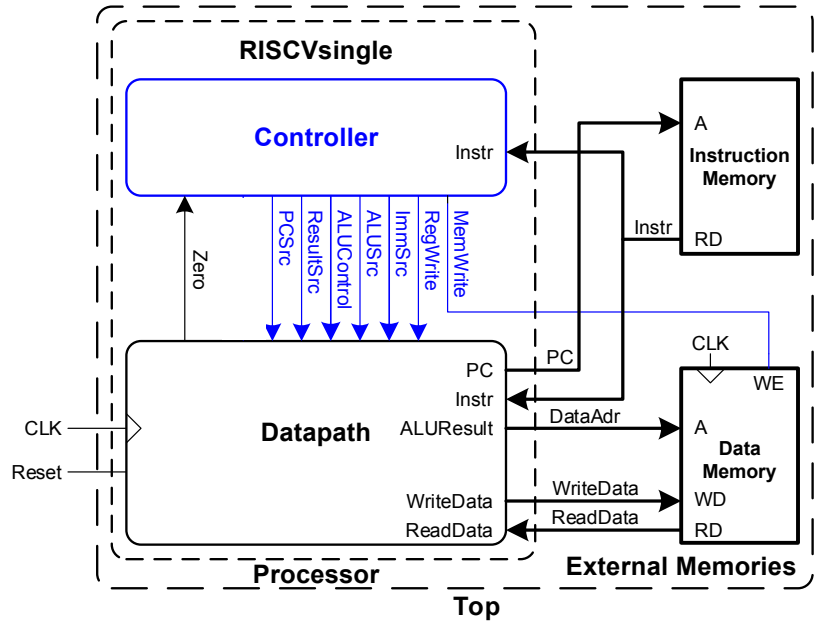 RISCVsingle
Controller
Instr
A
Instruction
Memory
RD
Instr
Zero
PCSrc
ResultSrc
ALUControl
ALUSrc
ImmSrc
RegWrite
MemWrite
PC
PC
Instr
ALUResult
DataAdr
WriteData
WriteData
ReadData
ReadData
Datapath
CLK
Reset
CLK
WE
A
Data
Memory
WD
RD
Processor
External Memories
Top